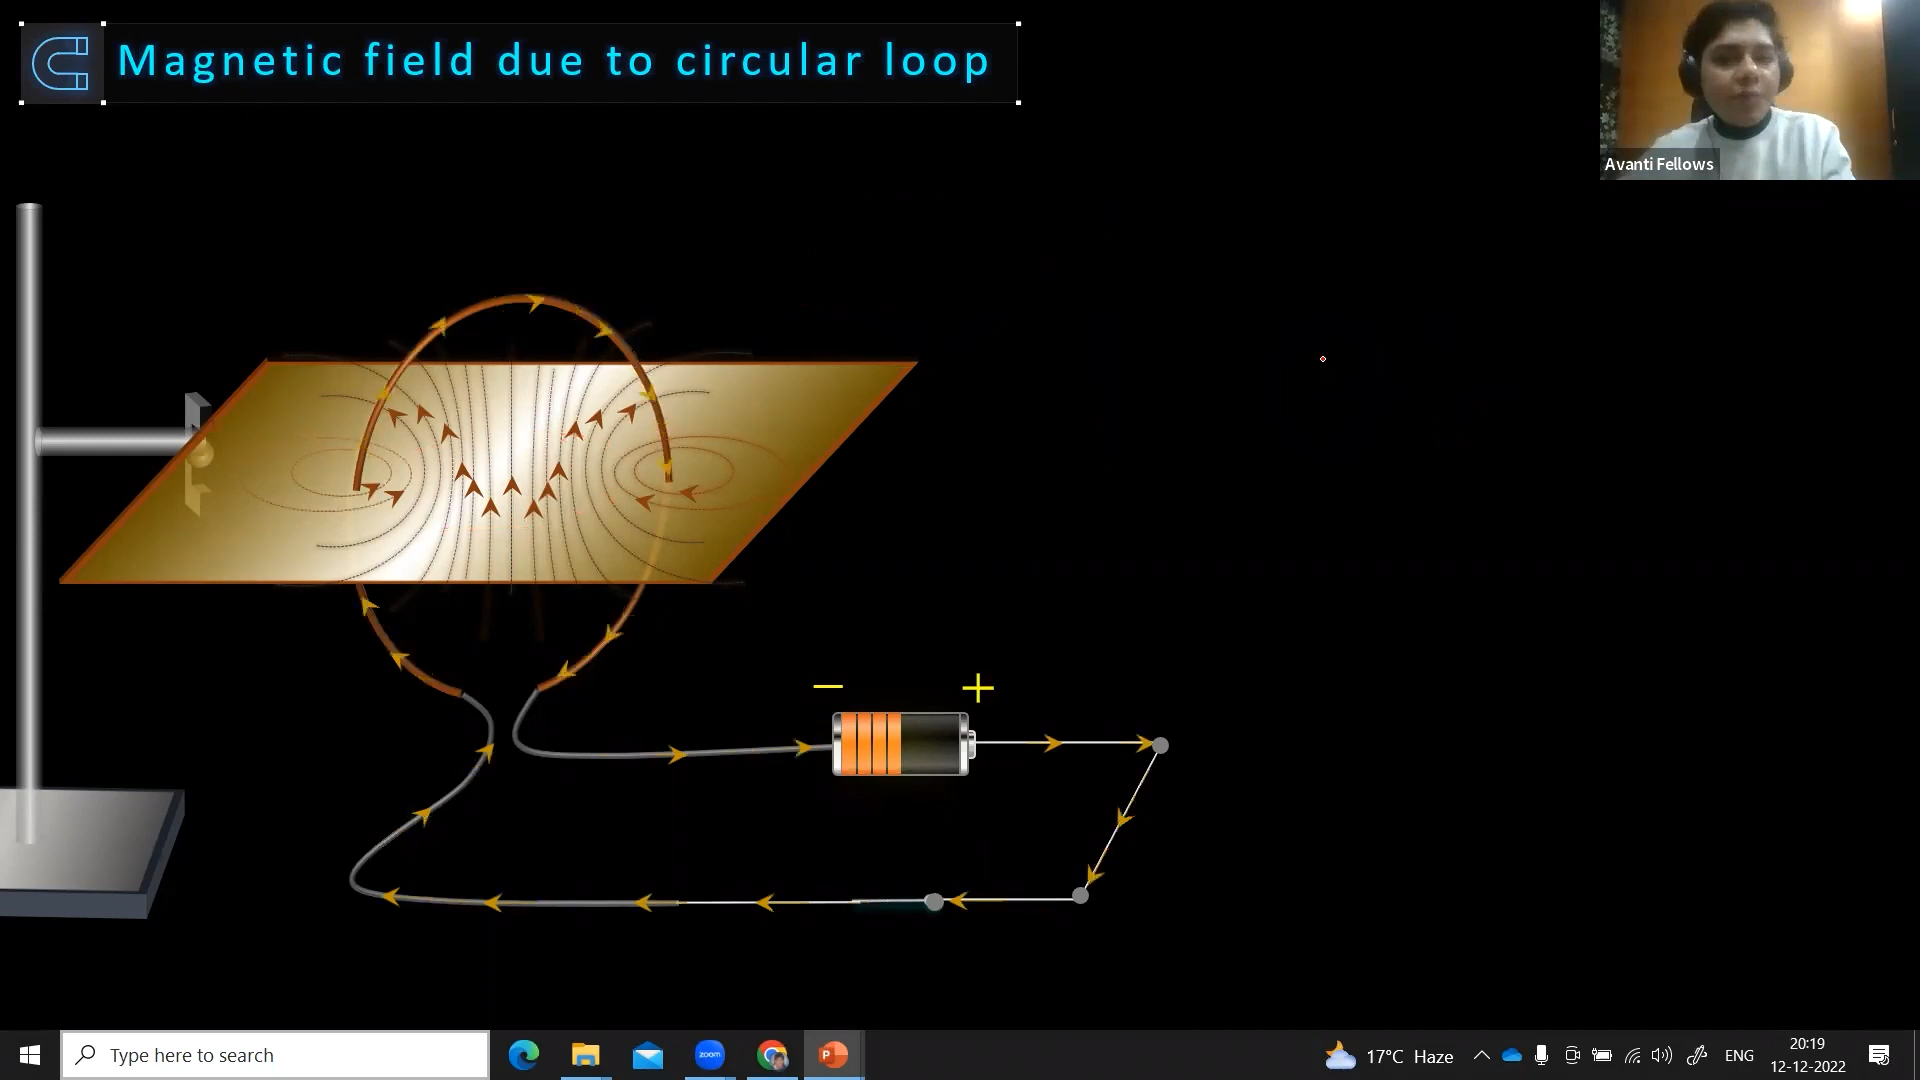 Magnetic field due to circular loop
Avanti Fellows
− +
Type here to search
zoom
P
17°C Haze
ENG
20:19
12-12-2022